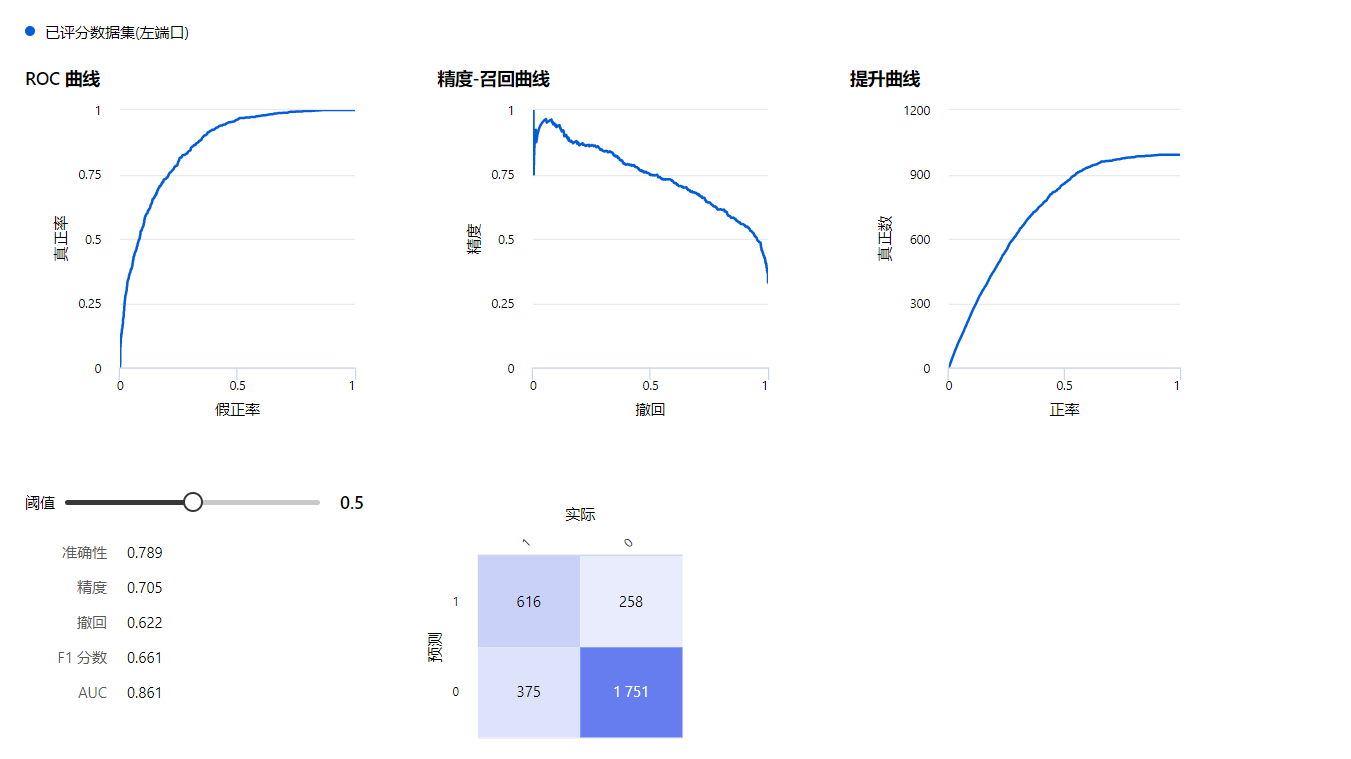 已评分数据集(左端口)
ROC 曲线
1
0.75
0.5
0.25
0
真正率
0
0.5
1
假正率
精度-召回曲线
1
0.75
0.5
0.25
0
精度
0
0.5
1
撤回
提升曲线
1200
900
600
300
0
真正数
0
0.5
1
正率
阈值
0.5
准确性 0.789
精度 0.705
撤回 0.622
F1 分数 0.661
AUC 0.861
实际
1 0
预测
1 616 258
0 375 1 751